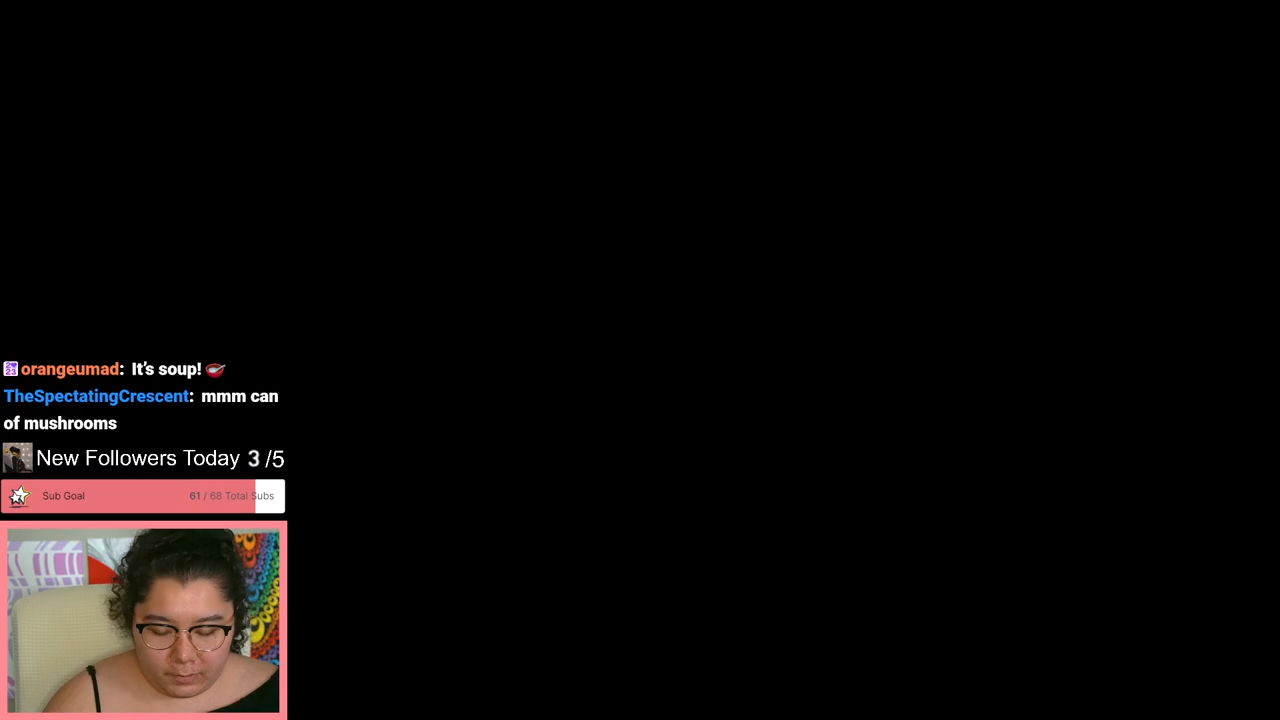 orangeumad: It’s soup!
TheSpectatingCrescent: mmm can
of mushrooms
New Followers Today 3 /5
Sub Goal 61 / 68 Total Subs